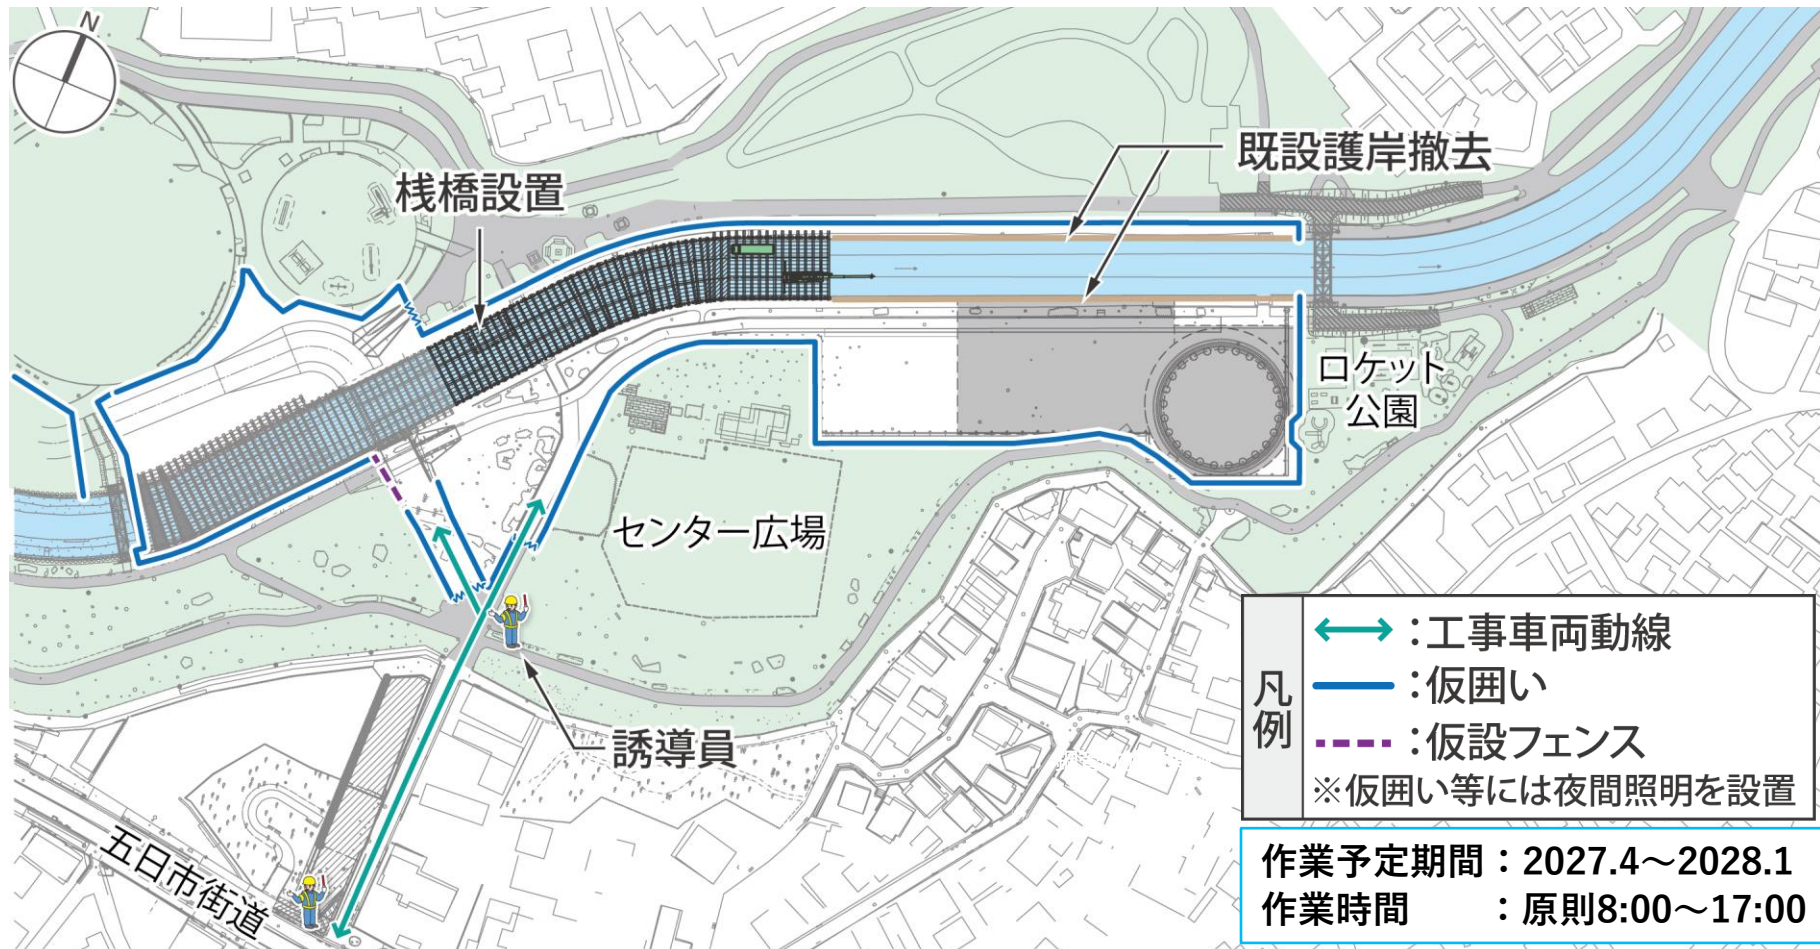 N
桟橋設置
既設護岸撤去
ロケット
公園
センター広場
誘導員
五日市街道
凡例
：工事車両動線
：仮囲い
：仮設フェンス
※仮囲い等には夜間照明を設置
作業予定期間：2027.4～2028.1
作業時間　　：原則8:00～17:00